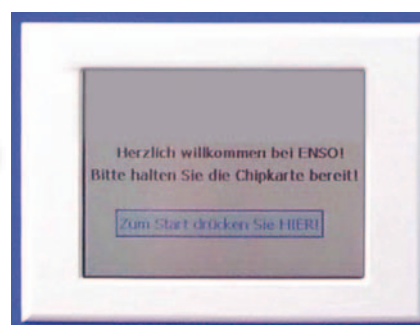 Herzlich willkommen bei ENSO!
Bitte halten Sie die Chipkarte bereit!
Zum Start drücken Sie HIER!